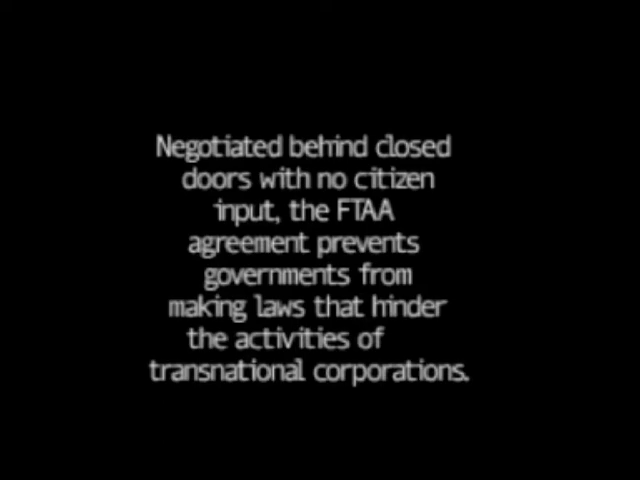 Negotiated behind closed
doors with no citizen
input, the FTAA
agreement prevents
governments from
making laws that hinder
the activities of
transnational corporations.